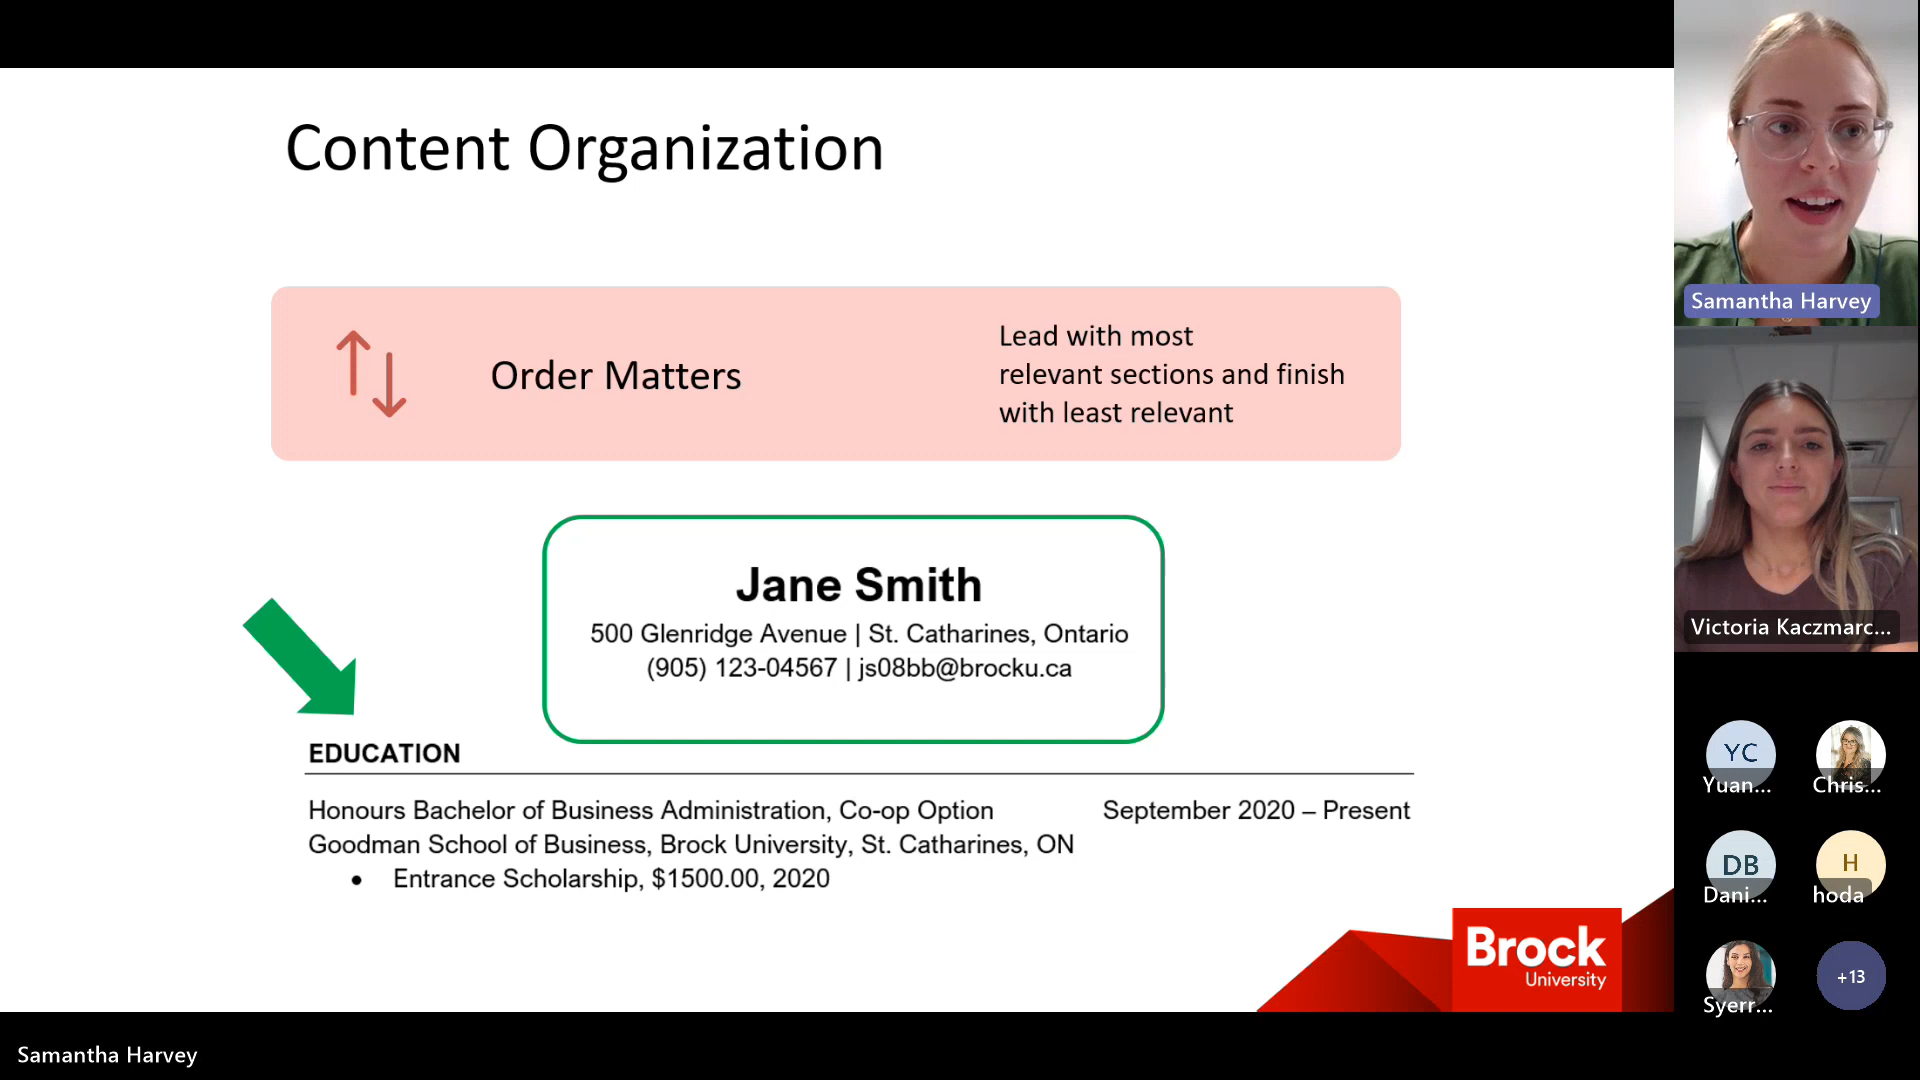 Content Organization
Order Matters
Lead with most
relevant sections and finish
with least relevant
Jane Smith
500 Glenridge Avenue | St. Catharines, Ontario
(905) 123-04567 | js08bb@brocku.ca
EDUCATION
Honours Bachelor of Business Administration, Co-op Option September 2020 – Present
Goodman School of Business, Brock University, St. Catharines, ON
• Entrance Scholarship, $1500.00, 2020
Brock
University
Samantha Harvey
Samantha Harvey
Victoria Kaczmarc...
YC
Yuan...
Chris...
DB
Dani...
H
hoda
Syerr...
+13